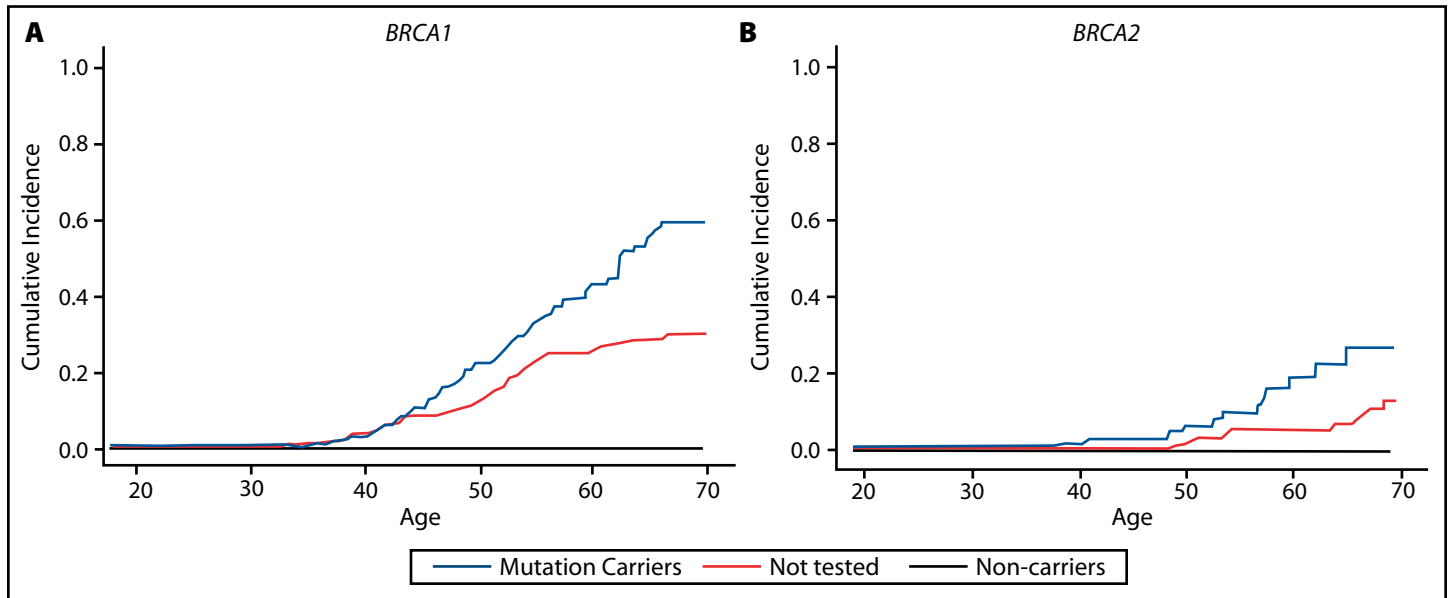 A
BRCA1
1.0
0.8
0.6
0.4
0.2
0.0
Cumulative Incidence
20 30 40 50 60 70
Age
B
BRCA2
1.0
0.8
0.6
0.4
0.2
0.0
Cumulative Incidence
20 30 40 50 60 70
Age
Mutation Carriers Not tested Non-carriers